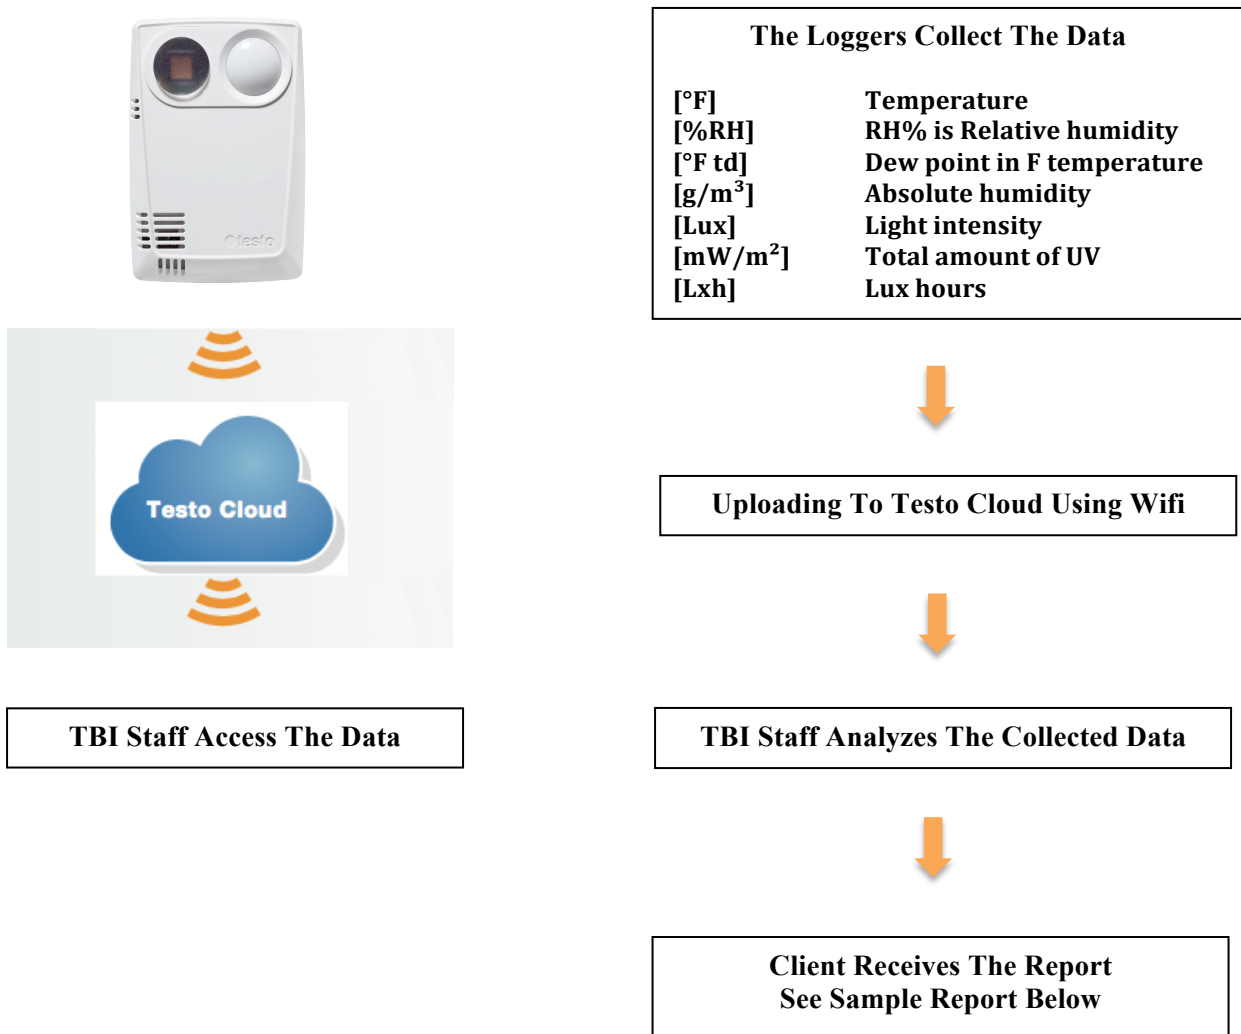 The Loggers Collect The Data
[°F] Temperature
[%RH] RH% is Relative humidity
[°F td] Dew point in F temperature
[g/m³] Absolute humidity
[Lux] Light intensity
[mW/m²] Total amount of UV
[Lxh] Lux hours
testo
Testo Cloud
Uploading To Testo Cloud Using Wifi
TBI Staff Access The Data
TBI Staff Analyzes The Collected Data
Client Receives The Report
See Sample Report Below